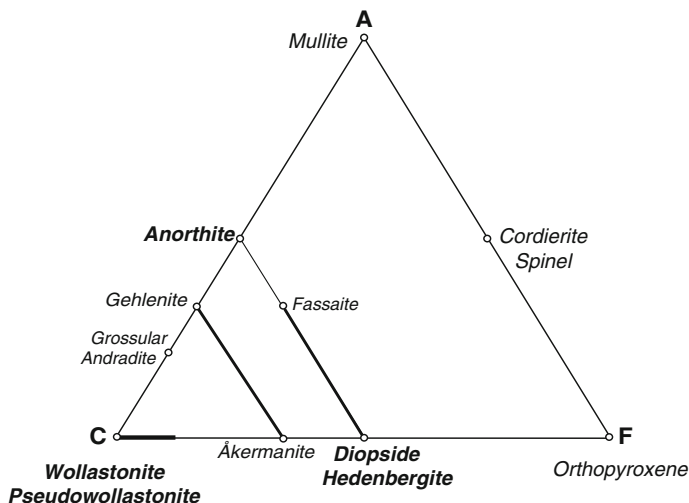 A
Mullite
Anorthite
Cordierite
Spinel
Gehlenite
Fassaite
Grossular
Andradite
C
F
Åkermanite
Diopside
Hedenbergite
Wollastonite
Pseudowollastonite
Orthopyroxene